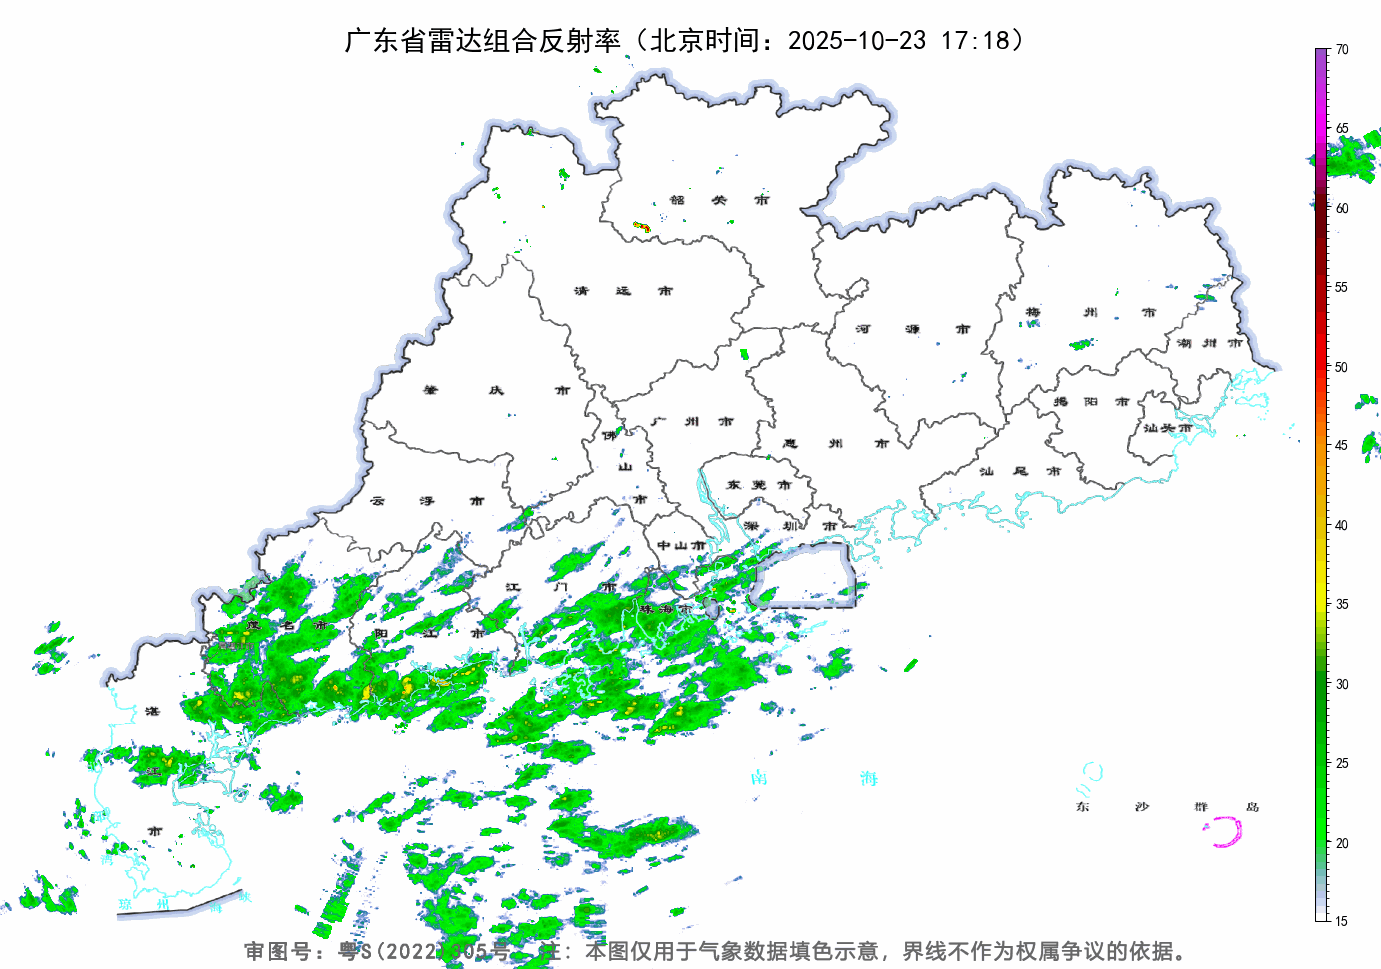 广东省雷达组合反射率（北京时间：2025-10-23 17:18）
70
65
60
55
50
45
40
35
30
25
20
15
韶关市
清远市
河源市
梅州市
潮州市
肇庆市
广州市
佛山市
惠州市
揭阳市
汕头市
汕尾市
云浮市
东莞市
深圳市
中山市
江门市
珠海市
茂名市
阳江市
湛江市
南海
东沙群岛
琼州海峡
审图号：粤S(2022)305号 注：本图仅用于气象数据填色示意，界线不作为权属争议的依据。